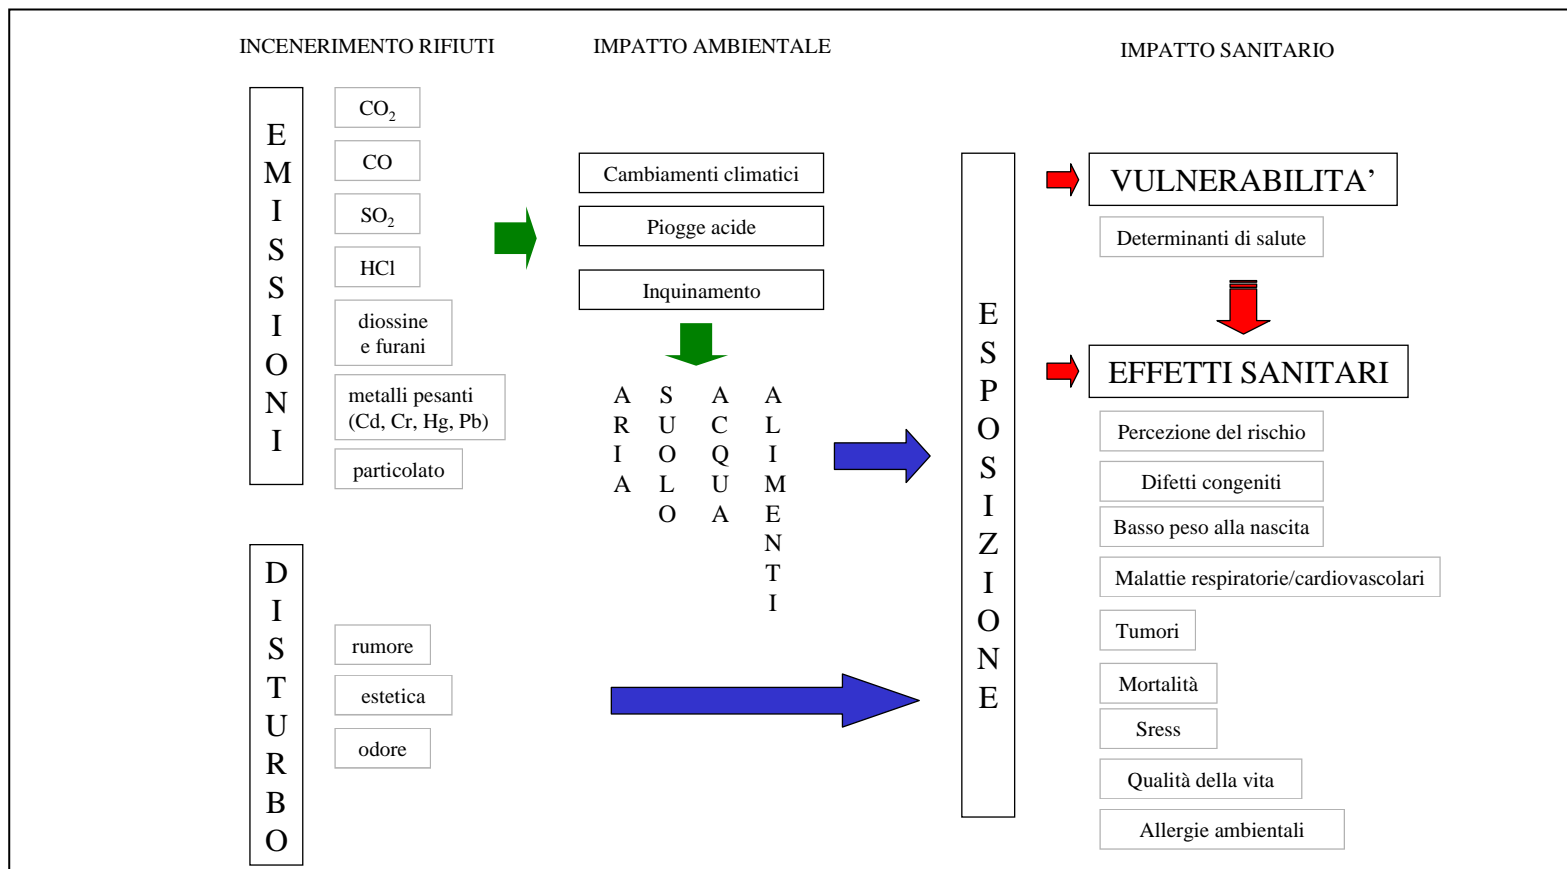 INCENERIMENTO RIFIUTI
IMPATTO AMBIENTALE
IMPATTO SANITARIO
EMISSIONI
CO₂
CO
SO₂
HCl
diossine
e furani
metalli pesanti
(Cd, Cr, Hg, Pb)
particolato
DISTURBO
rumore
estetica
odore
Cambiamenti climatici
Piogge acide
Inquinamento
ARIA
SUOLO
ACQUA
ALIMENTI
ESPOSIZIONE
VULNERABILITA’
Determinanti di salute
EFFETTI SANITARI
Percezione del rischio
Difetti congeniti
Basso peso alla nascita
Malattie respiratorie/cardiovascolari
Tumori
Mortalità
Sress
Qualità della vita
Allergie ambientali